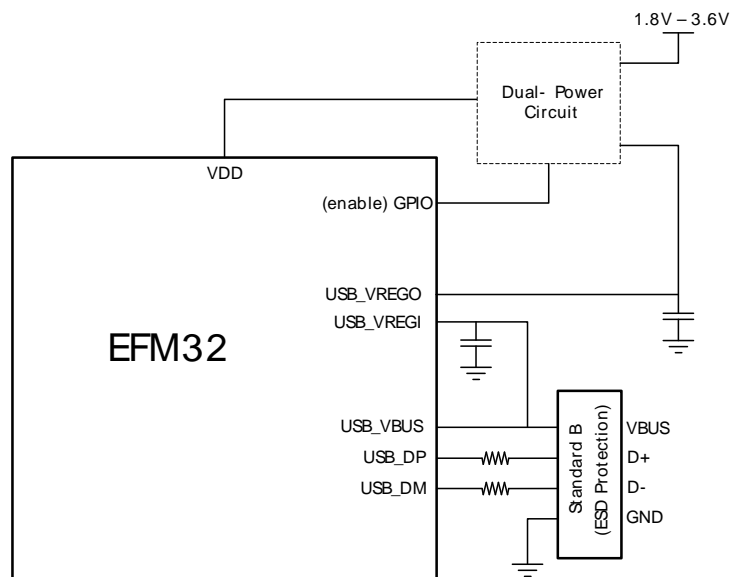 1.8V – 3.6V
Dual- Power
Circuit
VDD
(enable) GPIO
USB_VREGO
USB_VREGI
EFM32
USB_VBUS
USB_DP
USB_DM
Standard B
(ESD Protection)
VBUS
D+
D-
GND